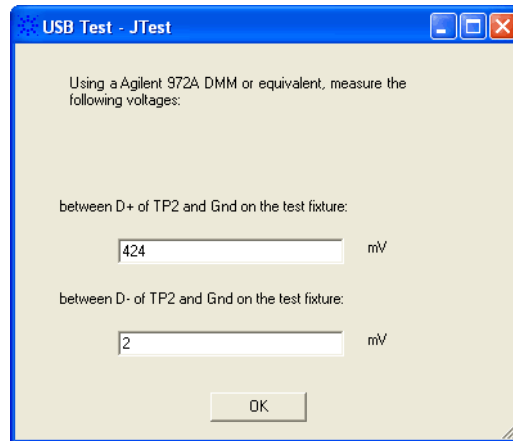 USB Test - JTest
Using a Agilent 972A DMM or equivalent, measure the
following voltages:
between D+ of TP2 and Gnd on the test fixture:
424 mV
between D- of TP2 and Gnd on the test fixture:
2 mV
OK